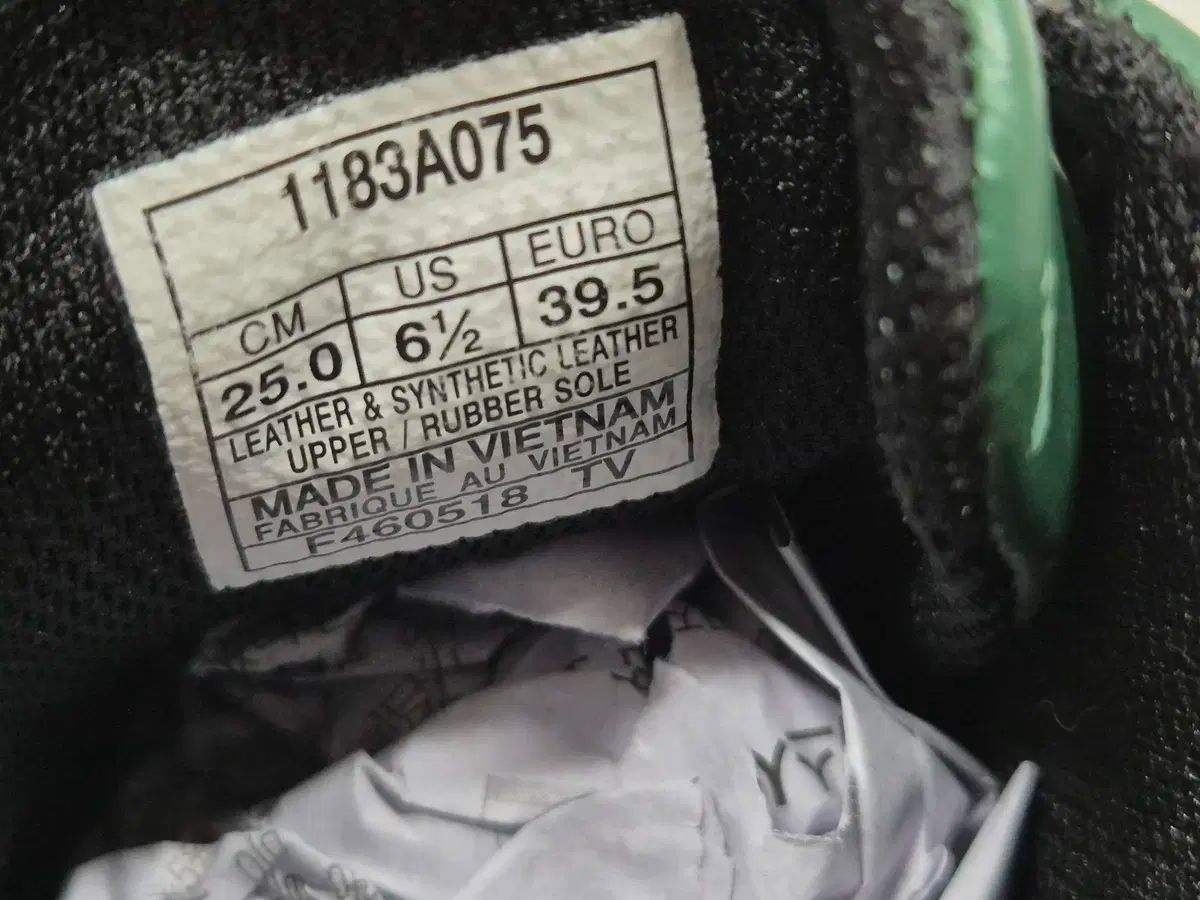 1183A075
CM US EURO
25.0 6½ 39.5
LEATHER & SYNTHETIC LEATHER
UPPER / RUBBER SOLE
MADE IN VIETNAM
FABRIQUE AU VIETNAM
F460518 TV